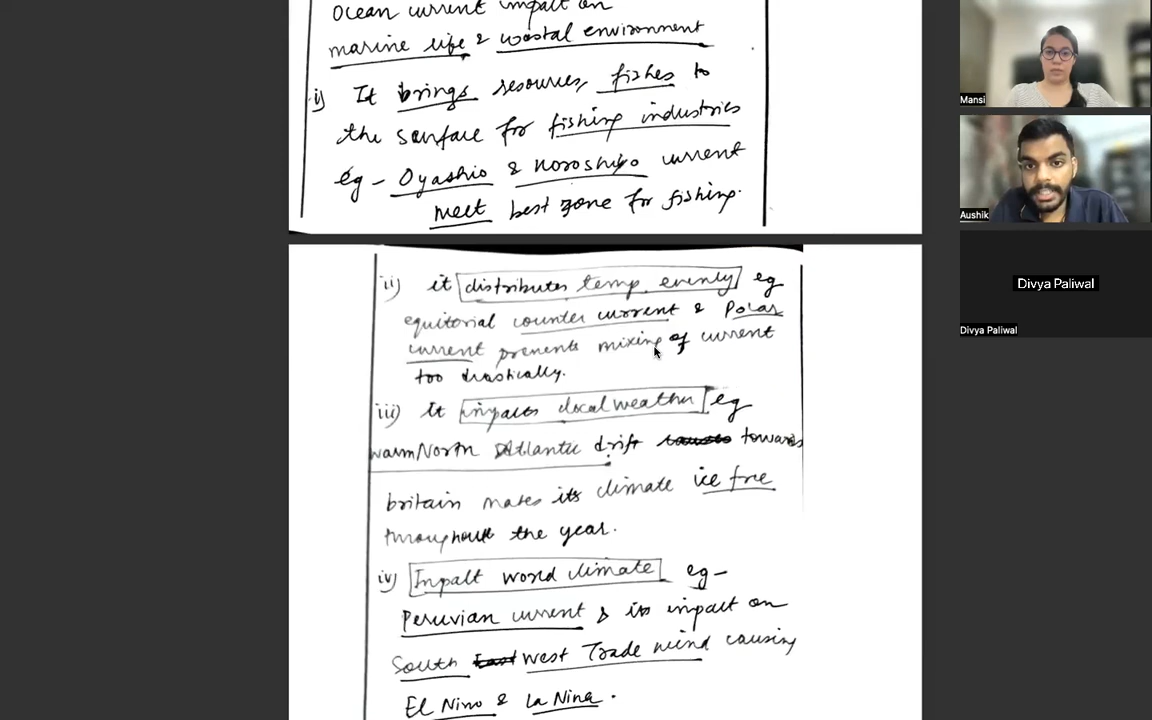 Ocean current impact on
marine life & coastal environment
i) It brings resources, fishes to
the surface for fishing industries
eg - Oyashio & Koroshiyo current
meet best zone for fishing.
ii) it distributes temp. evenly eg
equitorial counter current & Polar
current prenents mixing of current
too drastically.
iii) It impacts local weather eg
warm North Atlantic drift towards
britain makes its climate ice free
throughout the year.
iv) Impact world climate eg -
Peruvian current & its impact on
South West Trade wind causing
El Nino & La Nina.
Mansi
Aushik
Divya Paliwal
Divya Paliwal